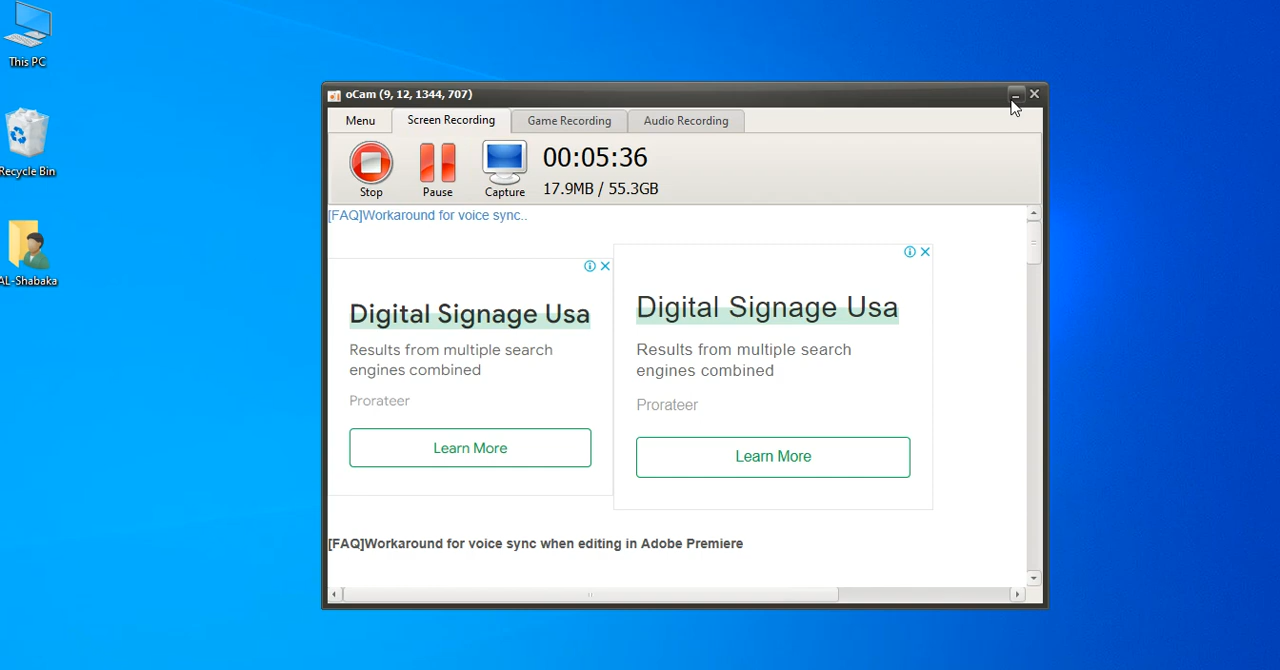 This PC
Recycle Bin
AL-Shabaka
oCam (9, 12, 1344, 707)
Menu
Screen Recording
Game Recording
Audio Recording
Stop
Pause
Capture
00:05:36
17.9MB / 55.3GB
[FAQ]Workaround for voice sync..
Digital Signage Usa
Results from multiple search
engines combined
Prorateer
Learn More
Digital Signage Usa
Results from multiple search
engines combined
Prorateer
Learn More
[FAQ]Workaround for voice sync when editing in Adobe Premiere